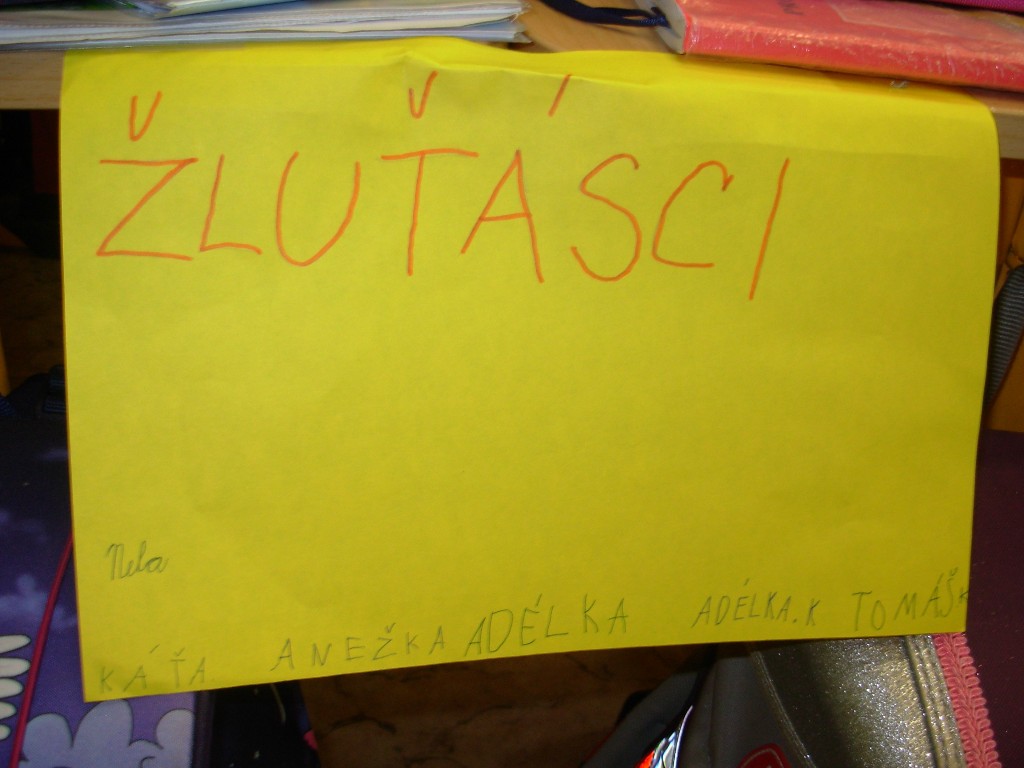 ŽLUŤÁSCI
Nela
KÁŤA ANEŽKA ADÉLKA ADÉLKA.K TOMÁŠK